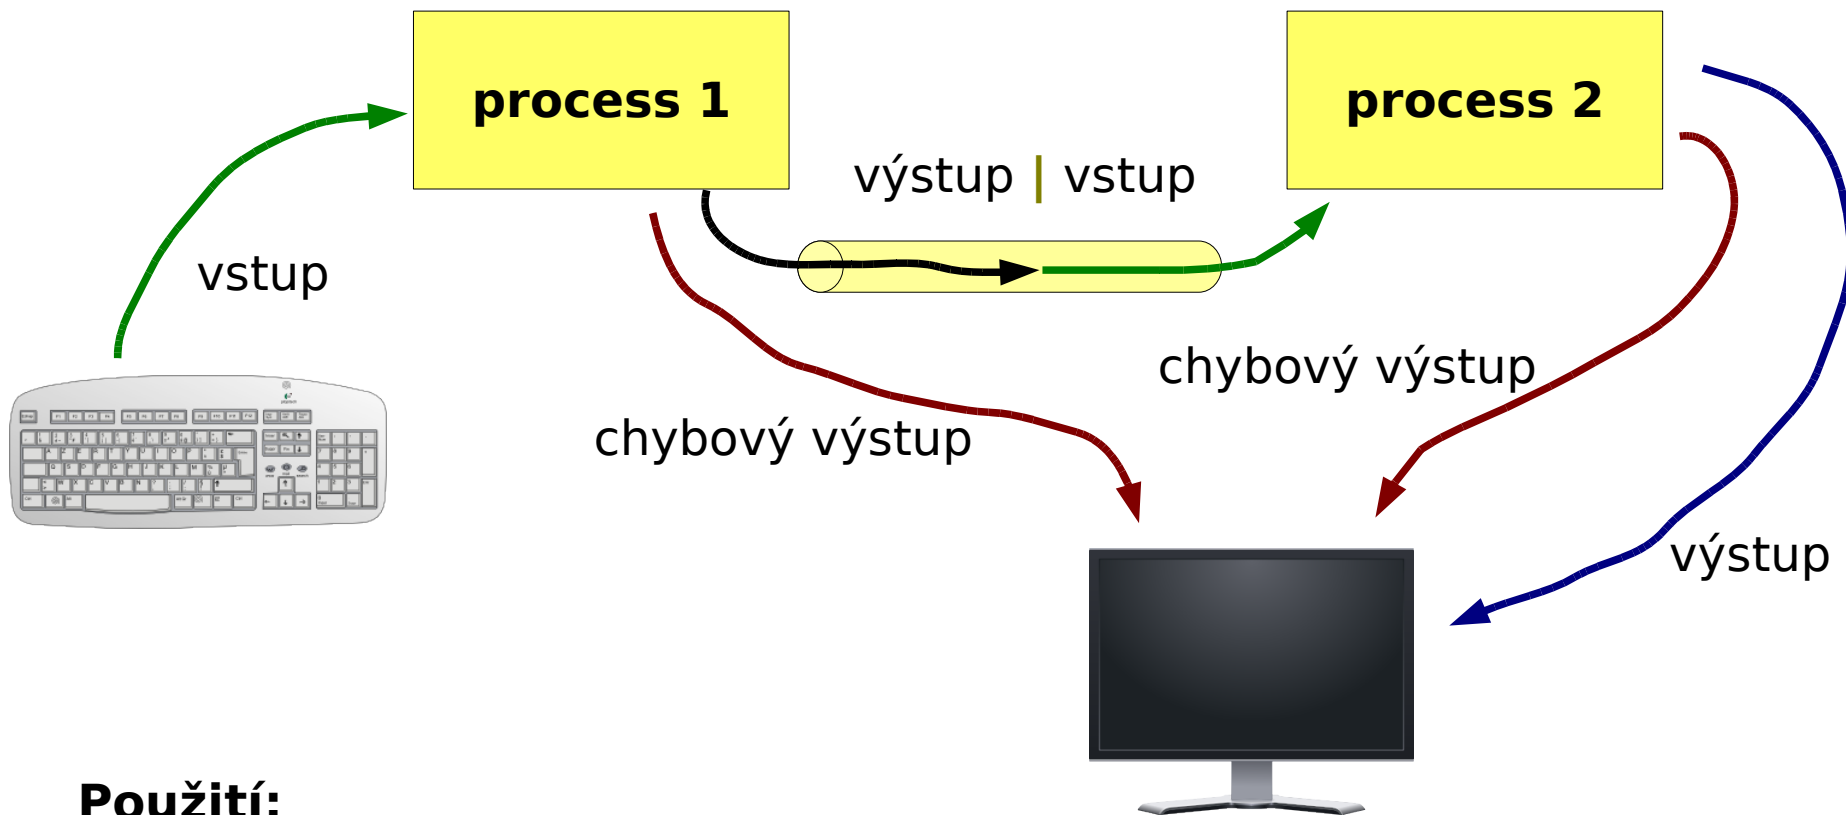 process 1
process 2
výstup | vstup
vstup
chybový výstup
chybový výstup
výstup
Použití: